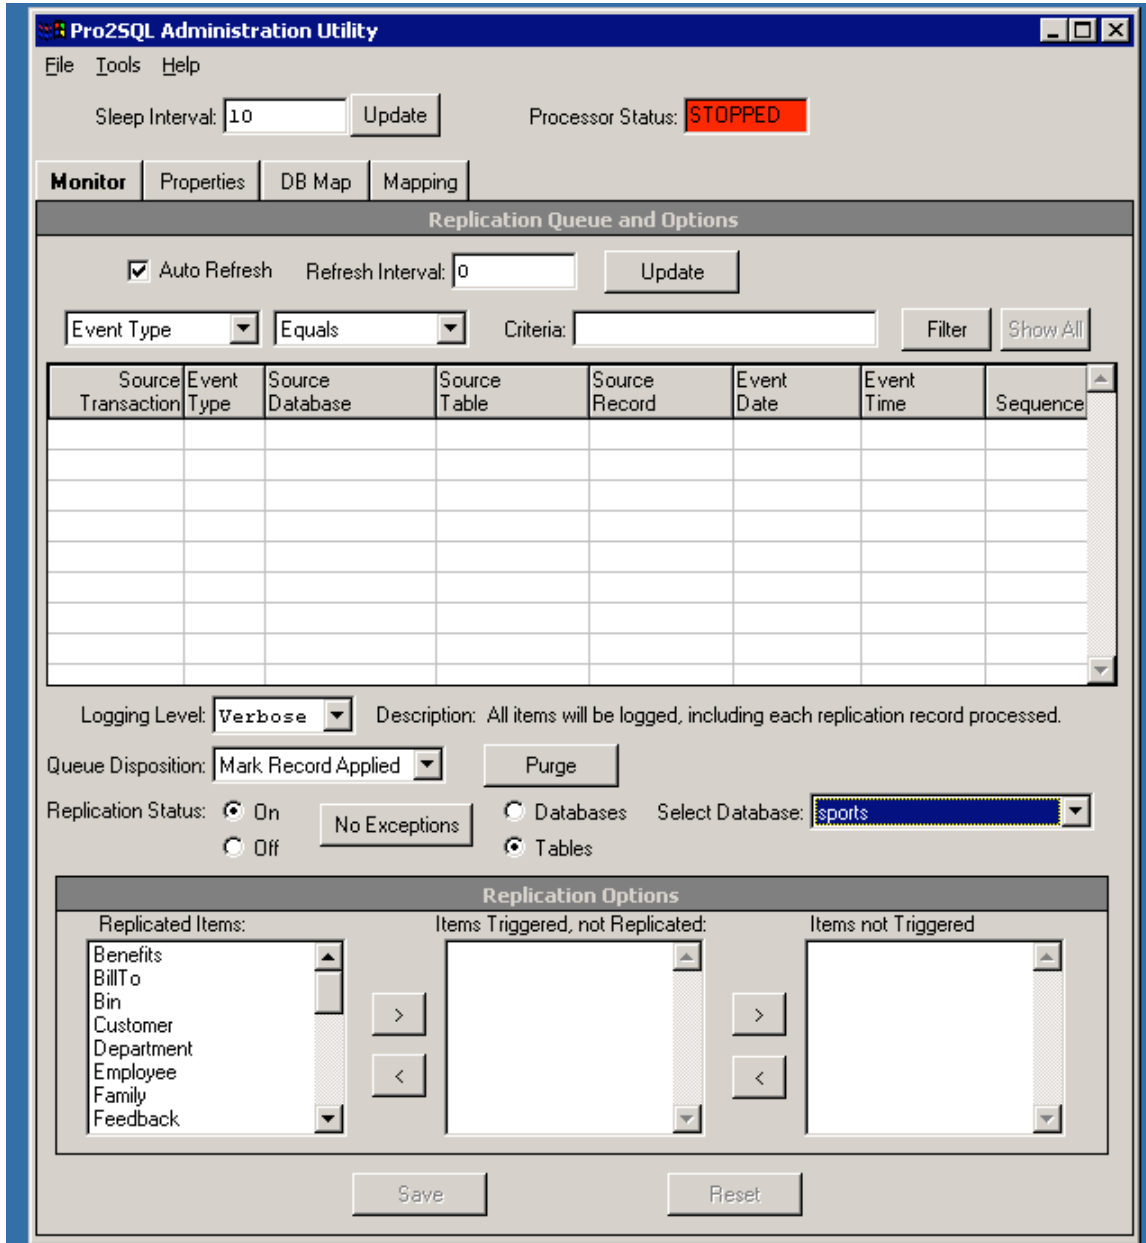 Pro2SQL Administration Utility
File Tools Help
Sleep Interval: 10 Update Processor Status: STOPPED
Monitor Properties DB Map Mapping
Replication Queue and Options
Auto Refresh Refresh Interval: 0 Update
Event Type Equals Criteria: Filter Show All
Source Event Source Source Source Event Event
Transaction Type Database Table Record Date Time Sequence
Logging Level: Verbose Description: All items will be logged, including each replication record processed.
Queue Disposition: Mark Record Applied Purge
Replication Status: On No Exceptions Databases Select Database: sports
Off Tables
Replication Options
Replicated Items: Items Triggered, not Replicated: Items not Triggered
Benefits
BillTo
Bin
Customer
>
>
Department
Employee
<
<
Family
Feedback
Save Reset